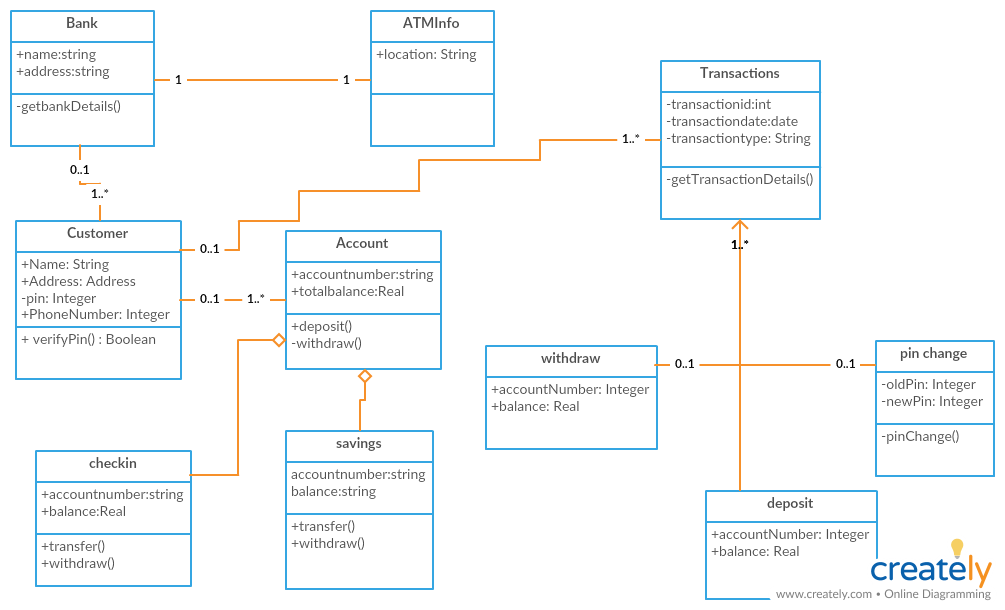 Bank
+name:string
+address:string
-getbankDetails()
ATMInfo
+location: String
1
1
Transactions
-transactionid:int
-transactiondate:date
-transactiontype: String
-getTransactionDetails()
0..1
1..*
1..*
0..1
1..*
Customer
+Name: String
+Address: Address
-pin: Integer
+PhoneNumber: Integer
+ verifyPin() : Boolean
0..1
1..*
Account
+accountnumber:string
+totalbalance:Real
+deposit()
-withdraw()
withdraw
+accountNumber: Integer
+balance: Real
0..1
0..1
pin change
-oldPin: Integer
-newPin: Integer
-pinChange()
checkin
+accountnumber:string
+balance:Real
+transfer()
+withdraw()
savings
accountnumber:string
balance:string
+transfer()
+withdraw()
deposit
+accountNumber: Integer
+balance: Real
creately
www.creately.com • Online Diagramming